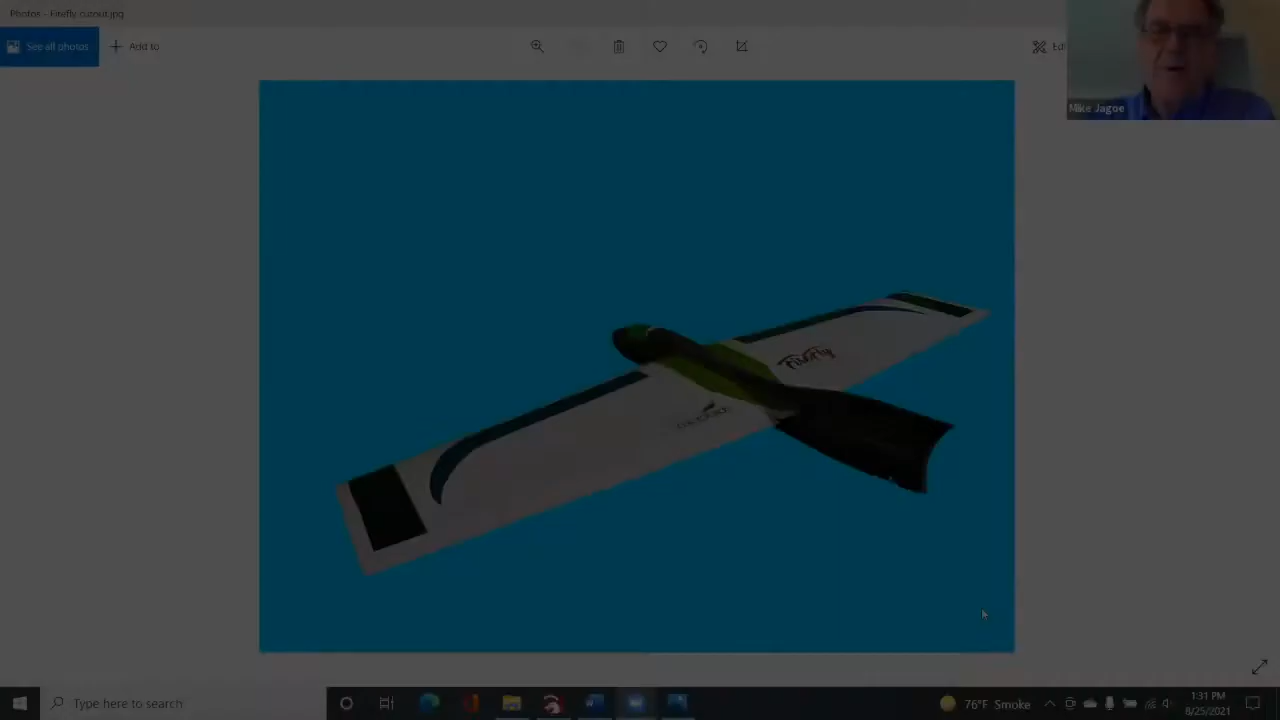 Photos - Firefly cutout.jpg
See all photos
Add to
Mike Jagoe
Firefly
Type here to search
76°F Smoke
1:31 PM
8/25/2021